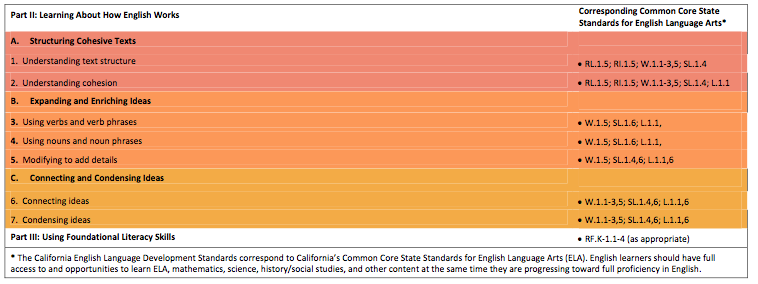 Part II: Learning About How English Works
Corresponding Common Core State
Standards for English Language Arts*
A. Structuring Cohesive Texts
1. Understanding text structure
• RL.1.5; RI.1.5; W.1.1-3,5; SL.1.4
2. Understanding cohesion
• RL.1.5; RI.1.5; W.1.1-3,5; SL.1.4; L.1.1
B. Expanding and Enriching Ideas
3. Using verbs and verb phrases
• W.1.5; SL.1.6; L.1.1,
4. Using nouns and noun phrases
• W.1.5; SL.1.6; L.1.1,
5. Modifying to add details
• W.1.5; SL.1.4,6; L.1.1,6
C. Connecting and Condensing Ideas
6. Connecting ideas
• W.1.1-3,5; SL.1.4,6; L.1.1,6
7. Condensing ideas
• W.1.1-3,5; SL.1.4,6; L.1.1,6
Part III: Using Foundational Literacy Skills
• RF.K-1.1-4 (as appropriate)
* The California English Language Development Standards correspond to California's Common Core State Standards for English Language Arts (ELA). English learners should have full
access to and opportunities to learn ELA, mathematics, science, history/social studies, and other content at the same time they are progressing toward full proficiency in English.